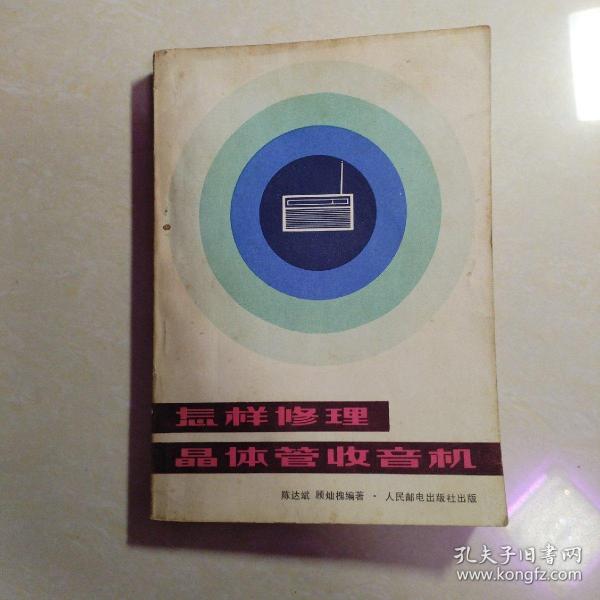 怎样修理
晶体管收音机
陈达斌 顾灿槐编著·人民邮电出版社出版
孔夫子旧书网
www.kongfz.com